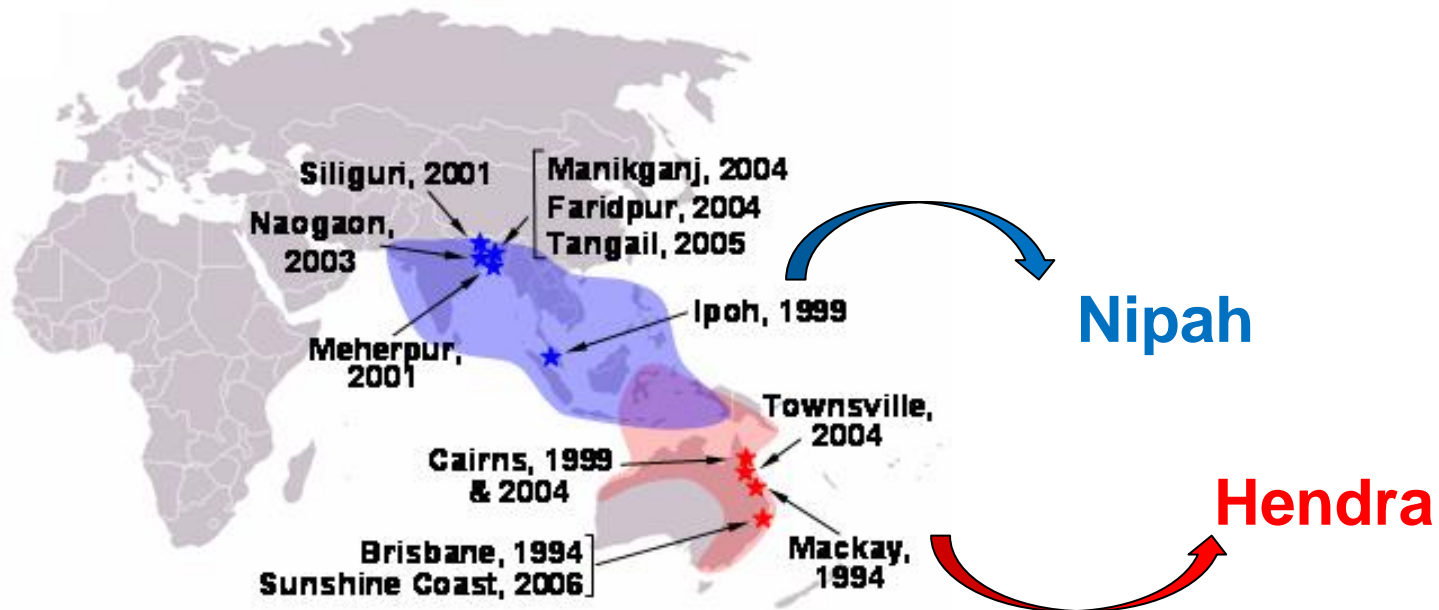 Siliguri, 2001
Manikganj, 2004
Faridpur, 2004
Tangail, 2005
Naogaon,
2003
Ipoh, 1999
Nipah
Meherpur,
2001
Townsville,
2004
Cairns, 1999
& 2004
Hendra
Brisbane, 1994
Sunshine Coast, 2006
Mackay,
1994